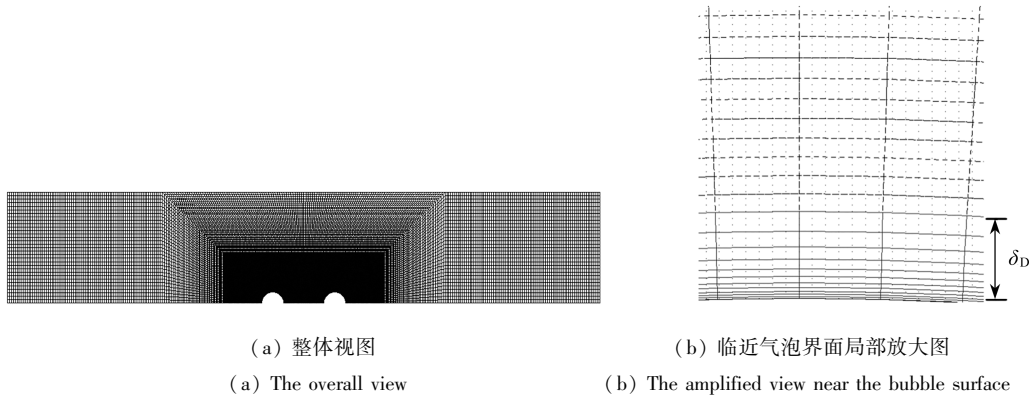 δD
(a) 整体视图
(b) 临近气泡界面局部放大图
(a) The overall view
(b) The amplified view near the bubble surface